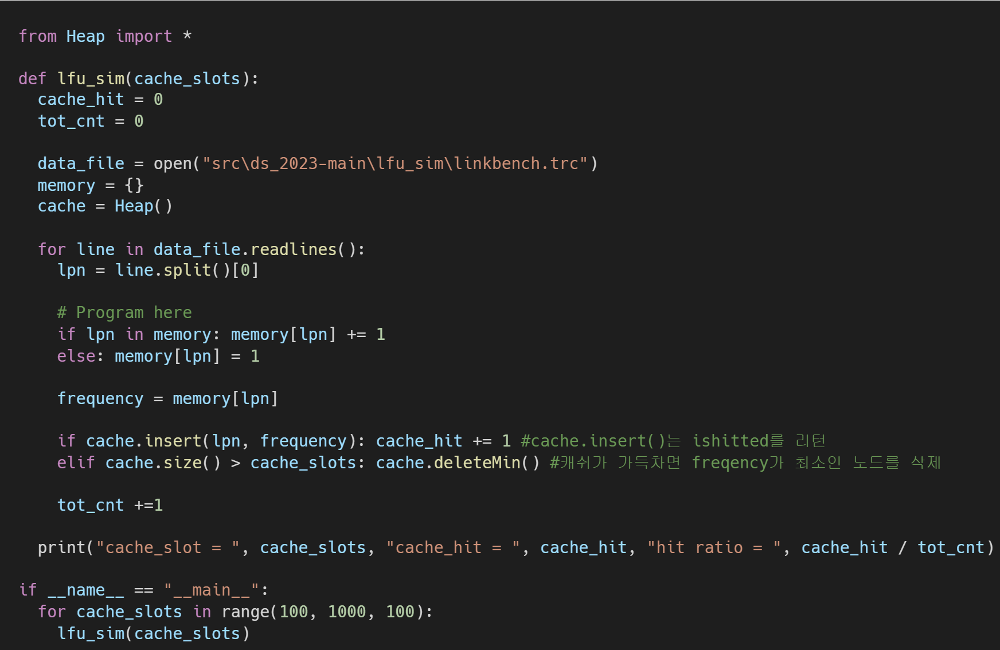 from Heap import *
def lfu_sim(cache_slots):
  cache_hit = 0
  tot_cnt = 0
  data_file = open("src\ds_2023-main\lfu_sim\linkbench.trc")
  memory = {}
  cache = Heap()
  for line in data_file.readlines():
    lpn = line.split()[0]
    # Program here
    if lpn in memory: memory[lpn] += 1
    else: memory[lpn] = 1
    frequency = memory[lpn]
    if cache.insert(lpn, frequency): cache_hit += 1 #cache.insert()는 ishitted를 리턴
    elif cache.size() > cache_slots: cache.deleteMin() #캐쉬가 가득차면 freqency가 최소인 노드를 삭제
    tot_cnt +=1
  print("cache_slot = ", cache_slots, "cache_hit = ", cache_hit, "hit ratio = ", cache_hit / tot_cnt)
if __name__ == "__main__":
  for cache_slots in range(100, 1000, 100):
    lfu_sim(cache_slots)